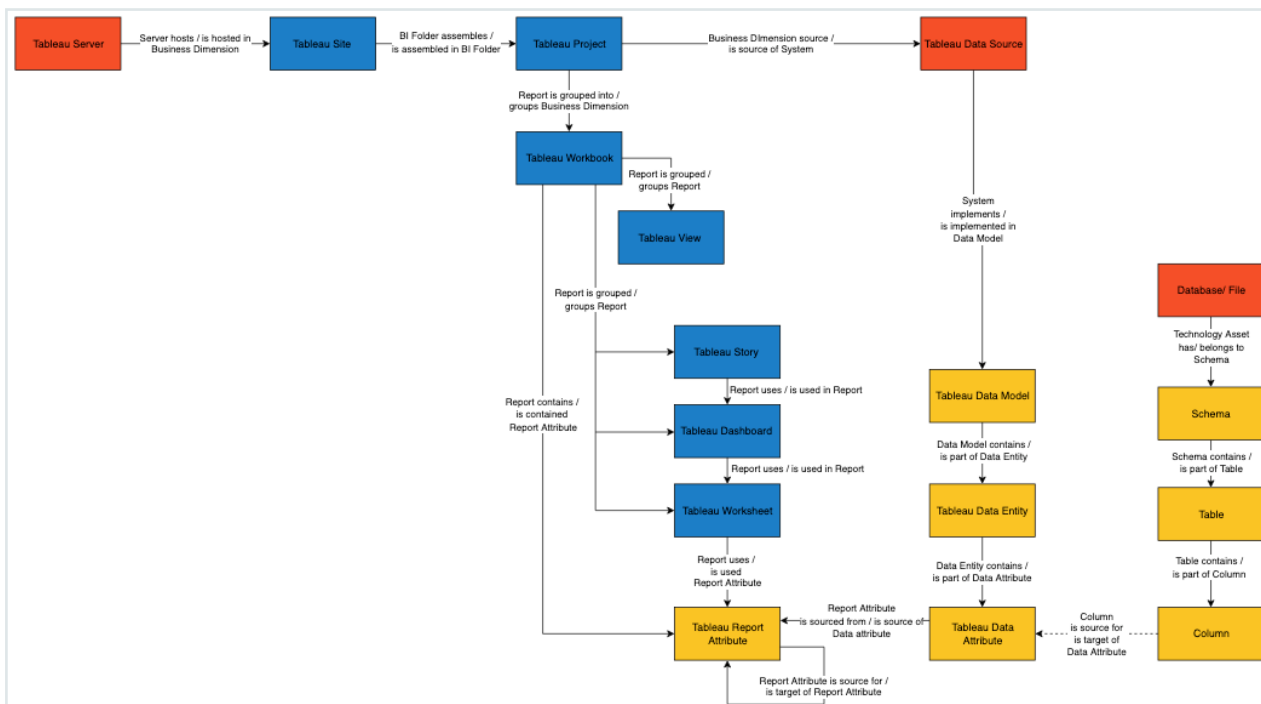 Tableau Server
Server hosts / is hosted in
Business Dimension
Tableau Site
BI Folder assembles /
is assembled in BI Folder
Tableau Project
Business DImension source /
is source of System
Tableau Data Source
Report is grouped into /
groups Business Dimension
Tableau Workbook
Report is grouped /
groups Report
Tableau View
System
implements /
is implemented in
Data Model
Database/ File
Report is grouped /
groups Report
Technology Asset
has/ belongs to
Schema
Tableau Story
Report uses / is used in Report
Tableau Data Model
Schema
Report contains /
is contained
Report Attribute
Tableau Dashboard
Data Model contains /
is part of Data Entity
Schema contains /
is part of Table
Report uses / is used in Report
Tableau Worksheet
Tableau Data Entity
Table
Report uses /
is used
Report Attribute
Data Entity contains /
is part of Data Attribute
Table contains /
is part of Column
Tableau Report
Attribute
Report Attribute
is sourced from / is source of
Data attribute
Tableau Data
Attribute
Column
is source for
is target of
Data Attribute
Column
Report Attribute is source for /
is target of Report Attribute